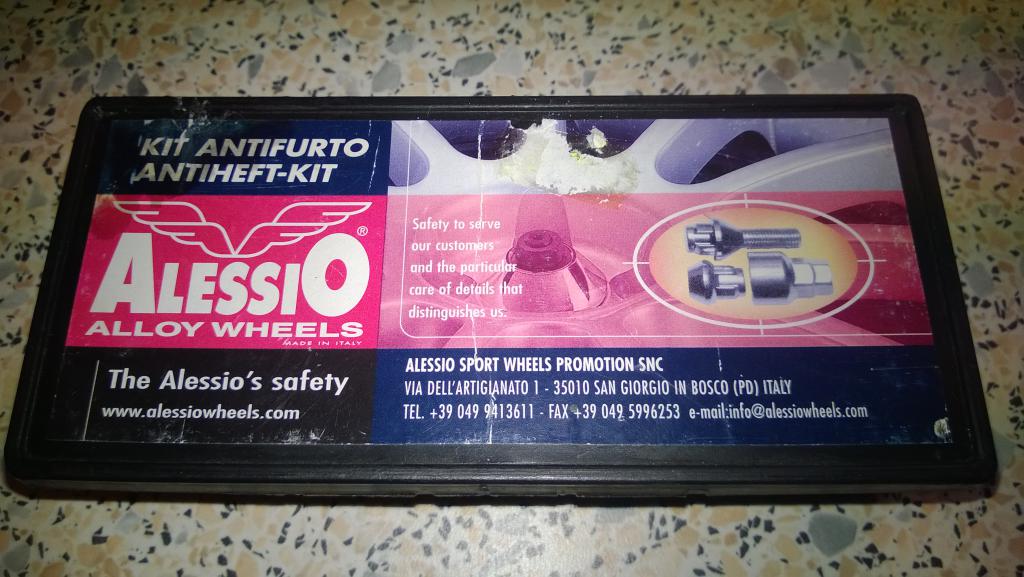 KIT ANTIFURTO
ANTIHEFT-KIT
ALESSIO®
ALLOY WHEELS
MADE IN ITALY
Safety to serve
our customers
and the particular
care of details that
distinguishes us.
The Alessio's safety
www.alessiowheels.com
ALESSIO SPORT WHEELS PROMOTION SNC
VIA DELL'ARTIGIANATO 1 - 35010 SAN GIORGIO IN BOSCO (PD) ITALY
TEL. +39 049 9413611 - FAX +39 049 5996253 e-mail:info@alessiowheels.com